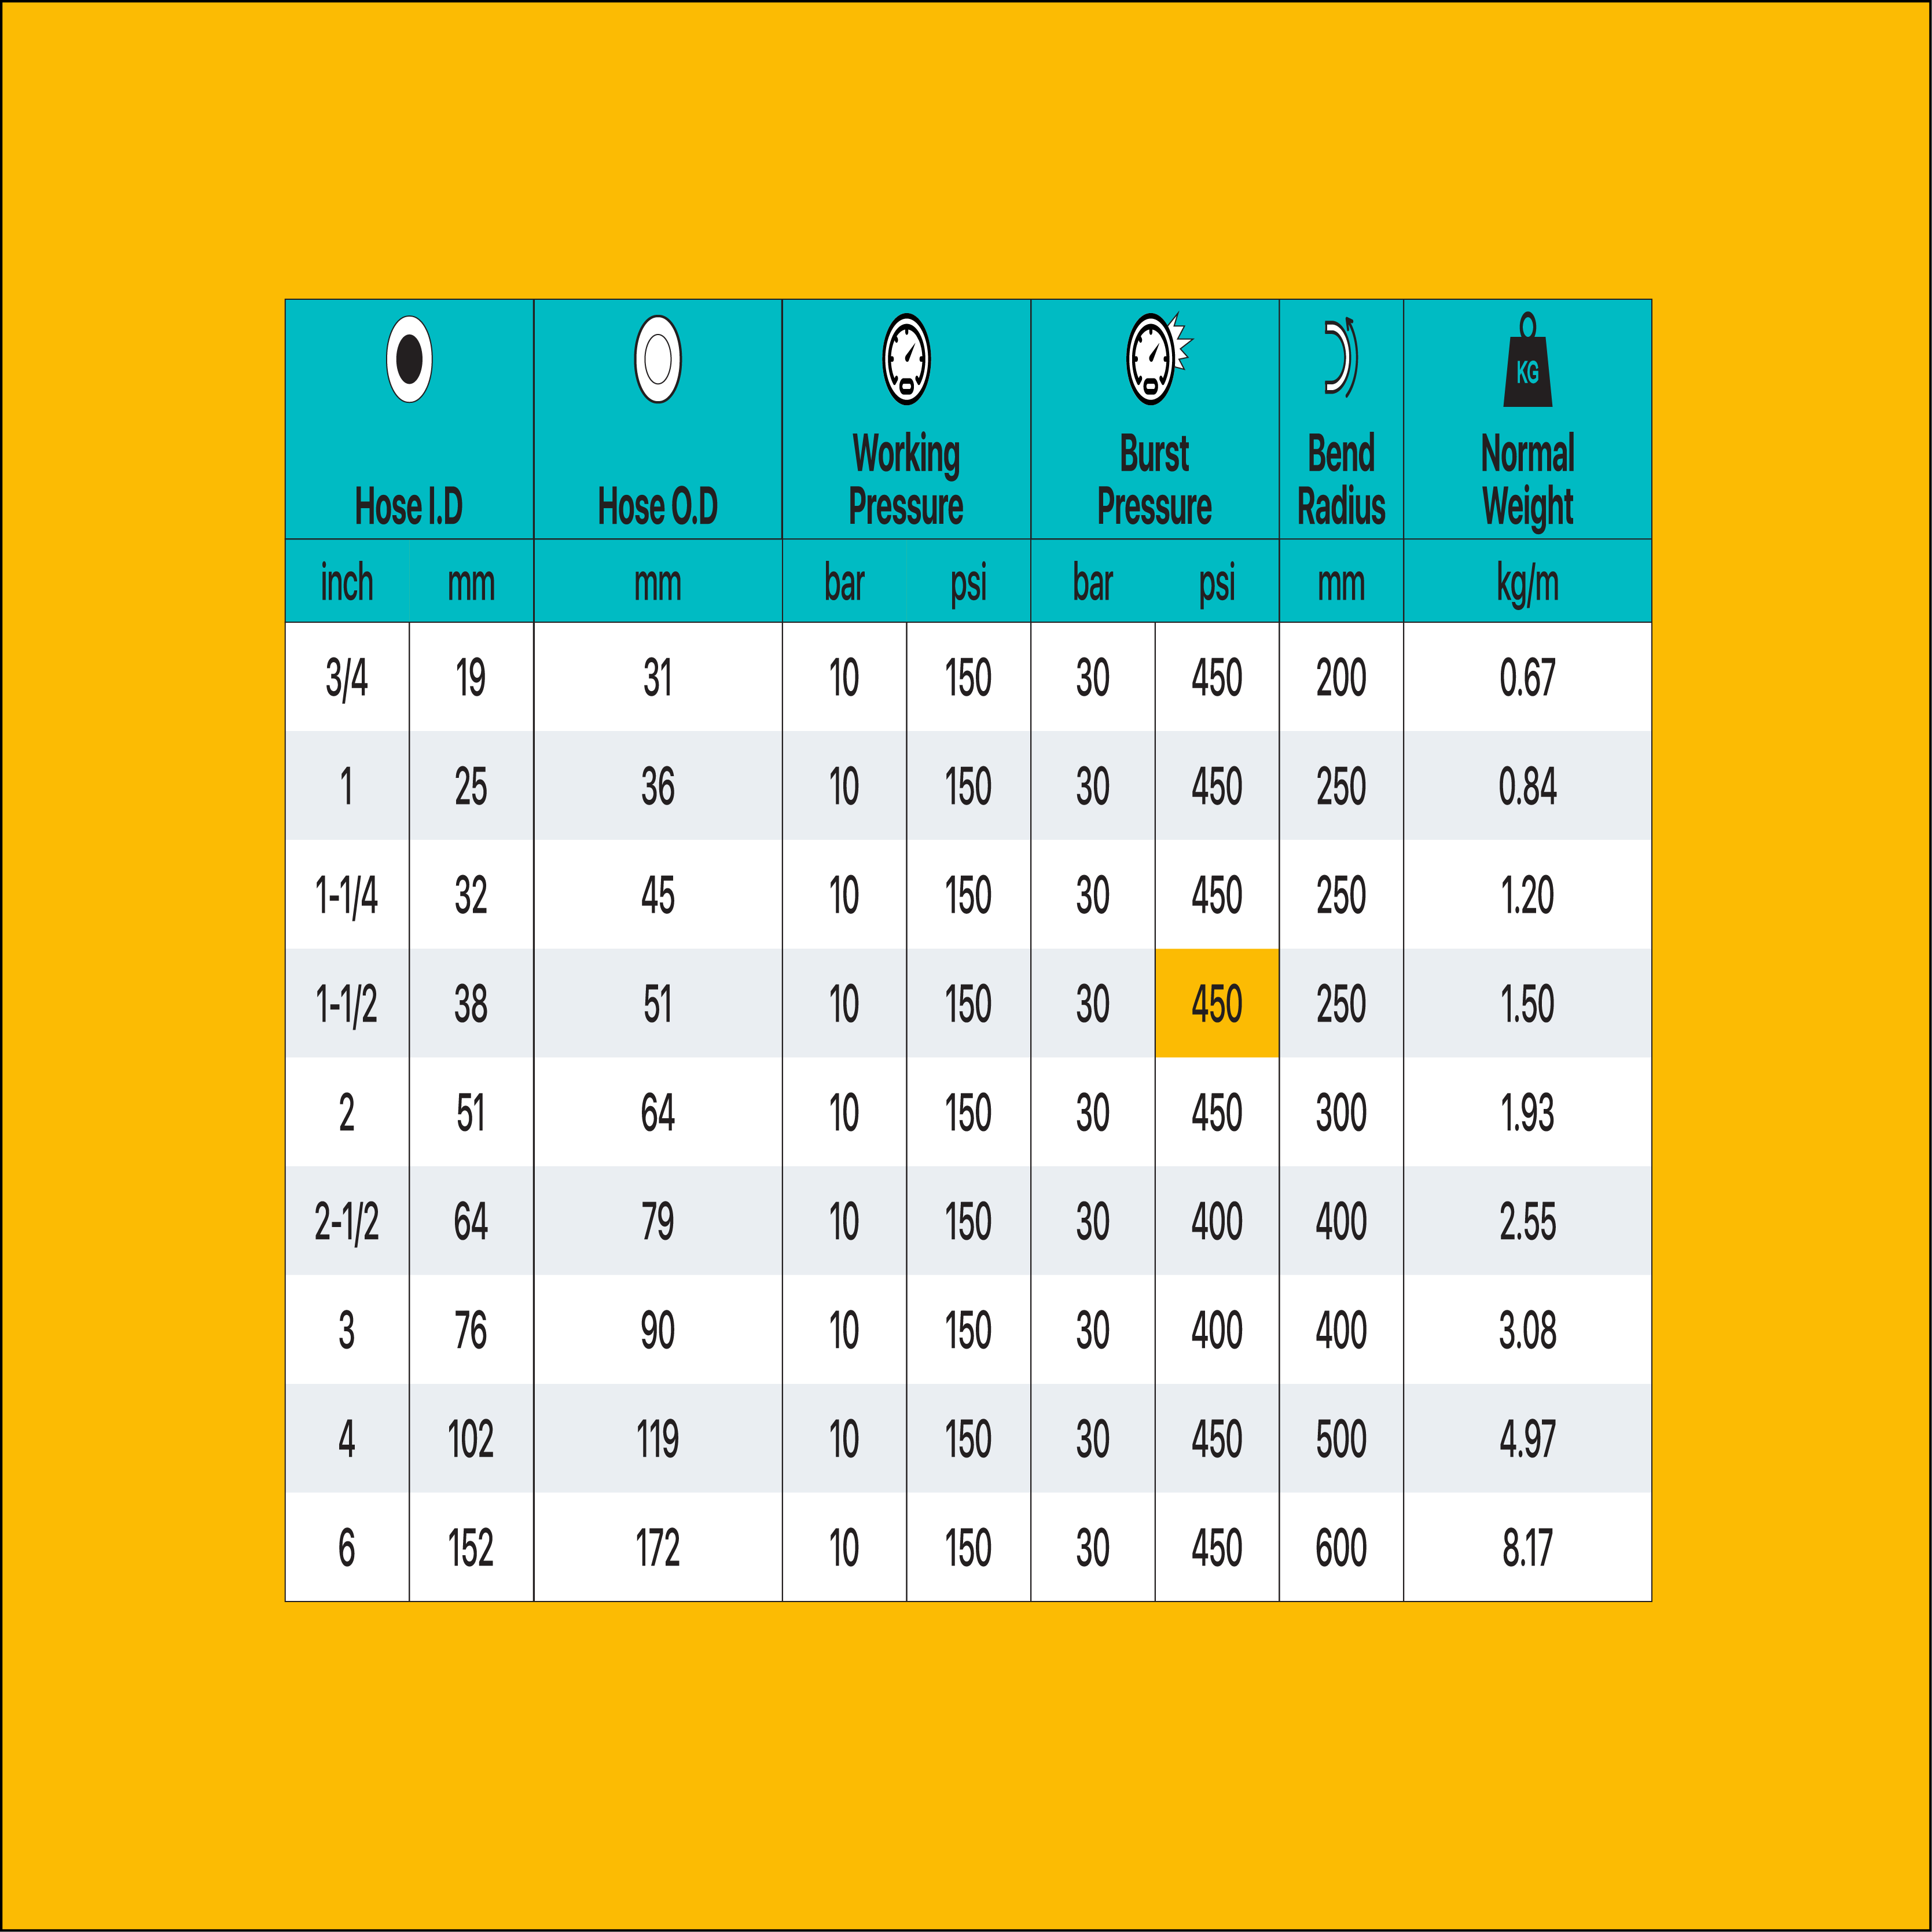 KG
Hose I.D Hose O.D Working Pressure Burst Pressure Bend Radius Normal Weight
inch mm mm bar psi bar psi mm kg/m
3/4 19 31 10 150 30 450 200 0.67
1 25 36 10 150 30 450 250 0.84
1-1/4 32 45 10 150 30 450 250 1.20
1-1/2 38 51 10 150 30 450 250 1.50
2 51 64 10 150 30 450 300 1.93
2-1/2 64 79 10 150 30 400 400 2.55
3 76 90 10 150 30 400 400 3.08
4 102 119 10 150 30 450 500 4.97
6 152 172 10 150 30 450 600 8.17